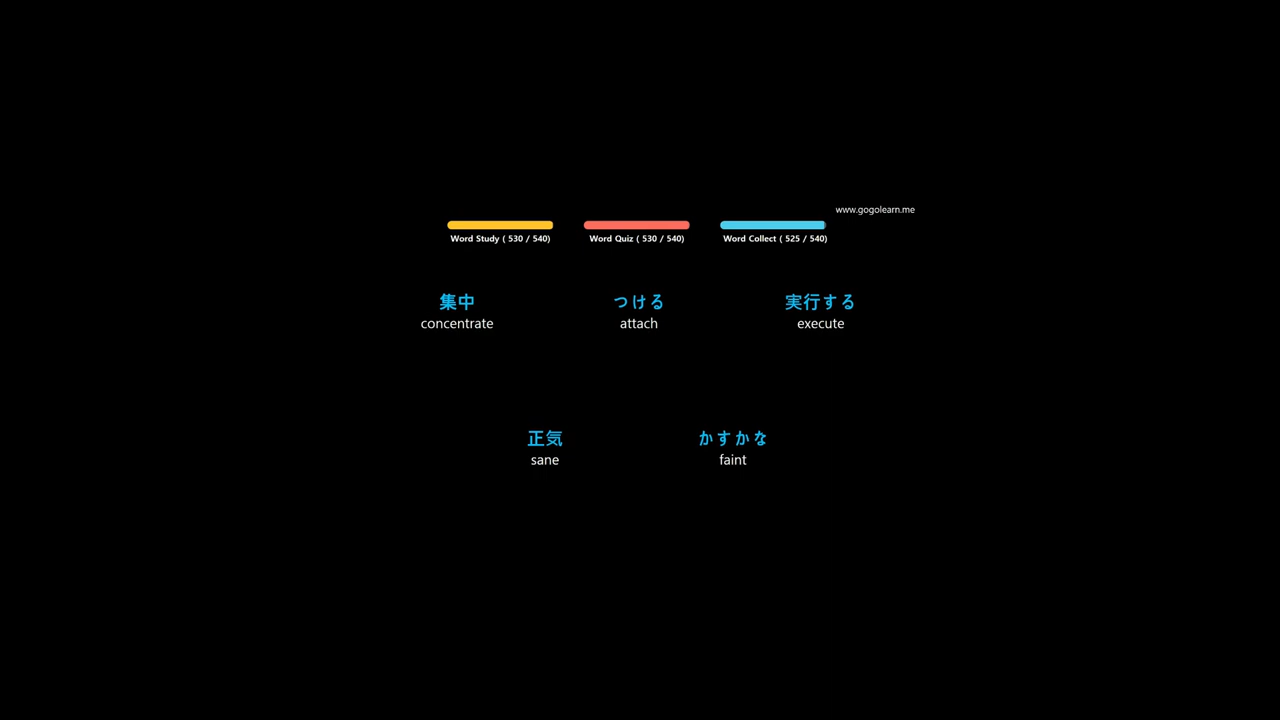 www.gogolearn.me
Word Study ( 530 / 540)
Word Quiz ( 530 / 540)
Word Collect ( 525 / 540)
集中
concentrate
つける
attach
実行する
execute
正気
sane
かすかな
faint